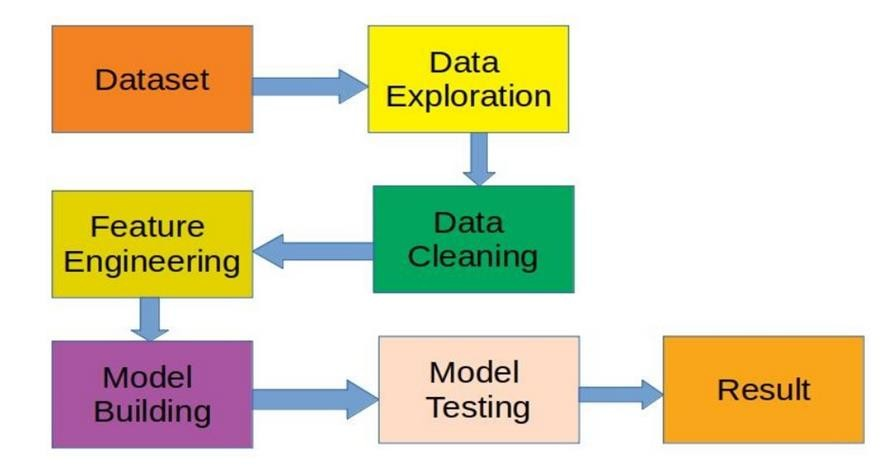 Dataset
Data
Exploration
Data
Cleaning
Feature
Engineering
Model
Building
Model
Testing
Result